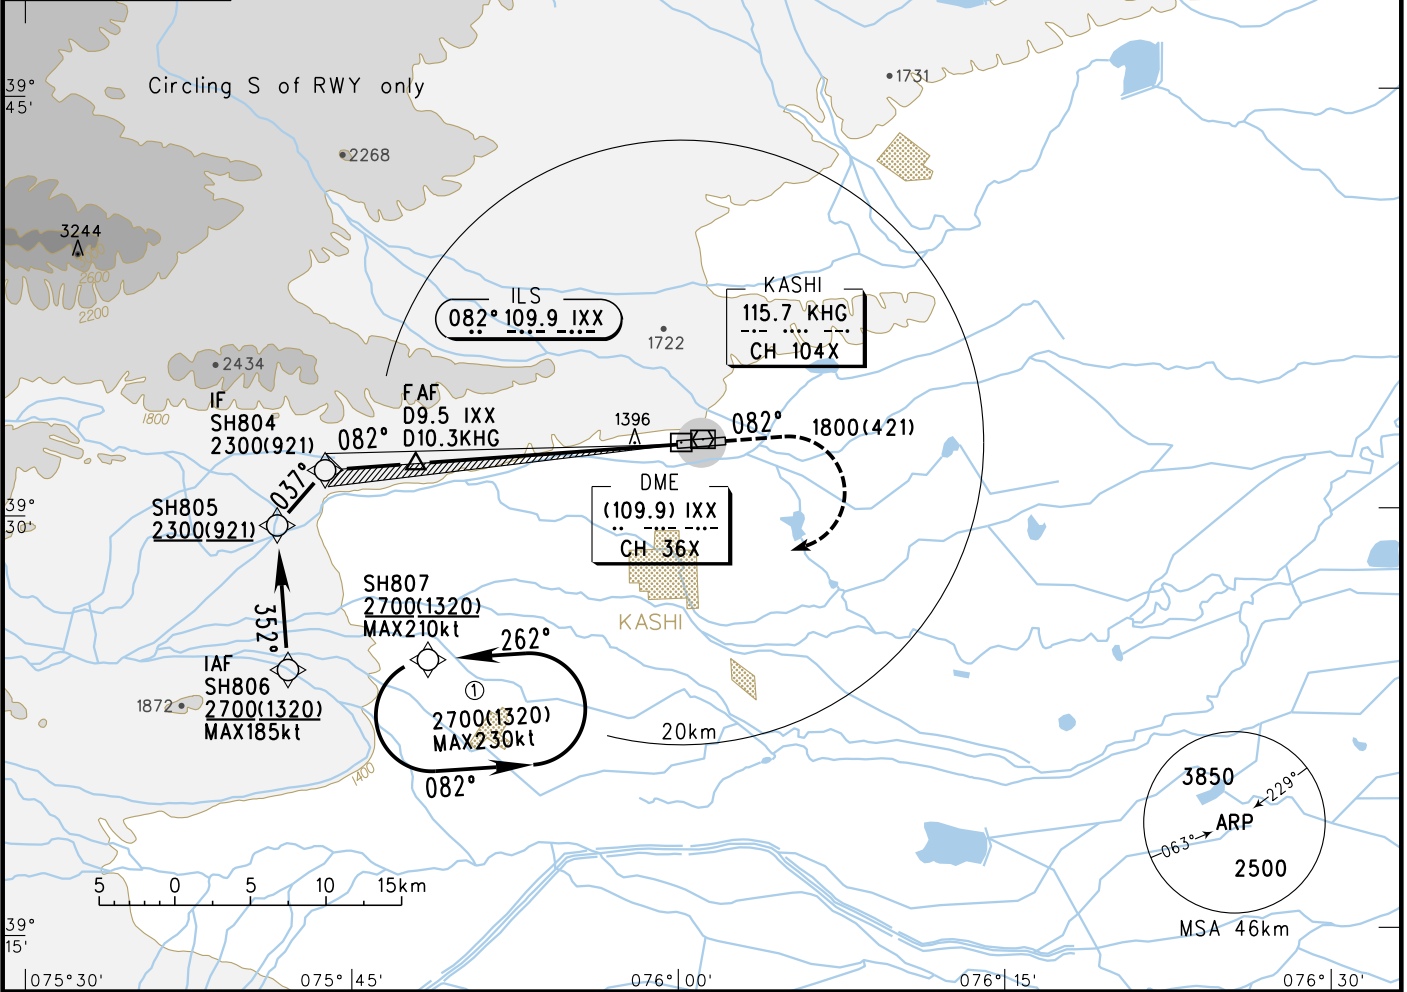 39°
45'
Circling S of RWY only
1731
2268
3244
2600
2200
ILS
082° 109.9 IXX
KASHI
115.7 KHG
CH 104X
1722
2434
1800
IF
SH804
2300(921)
FAF
D9.5 IXX
D10.3KHG
082°
1396
082°
1800(421)
037°
SH805
2300(921)
39°
30'
DME
(109.9) IXX
CH 36X
KASHI
352°
SH807
2700(1320)
MAX210kt
262°
IAF
SH806
2700(1320)
MAX185kt
1872
1
2700(1320)
MAX230kt
082°
1400
20km
3850
229°
ARP
063°
2500
MSA 46km
5 0 5 10 15km
39°
15'
075°30' 075°45' 076°00' 076°15' 076°30'